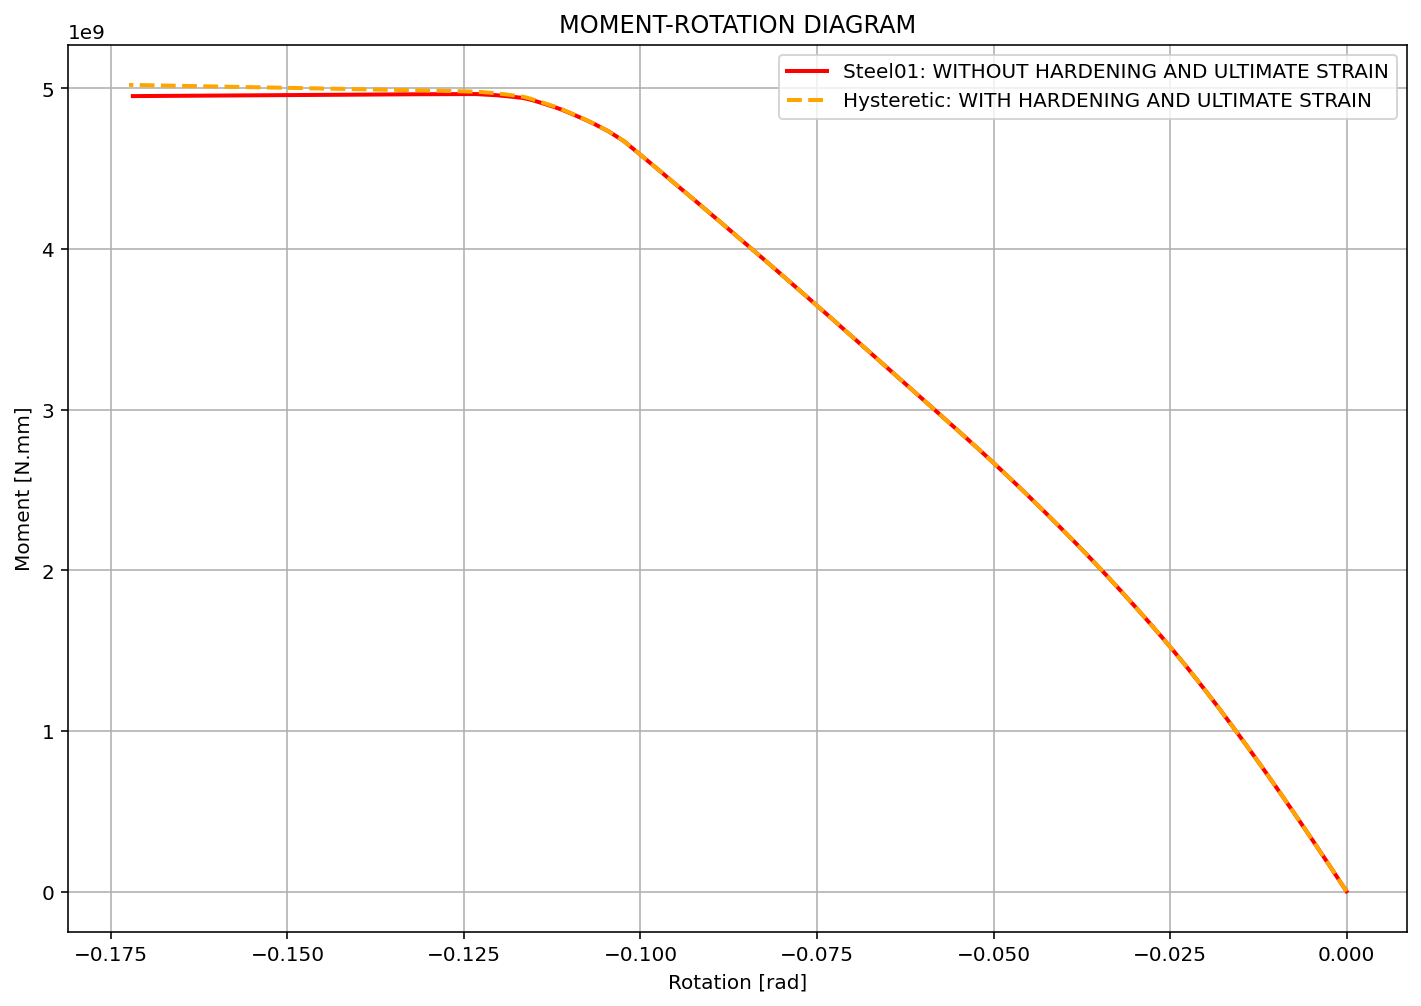 MOMENT-ROTATION DIAGRAM
1e9
Steel01: WITHOUT HARDENING AND ULTIMATE STRAIN
Hysteretic: WITH HARDENING AND ULTIMATE STRAIN
5
4
3
2
1
0
Moment [N.mm]
−0.175
−0.150
−0.125
−0.100
−0.075
−0.050
−0.025
0.000
Rotation [rad]